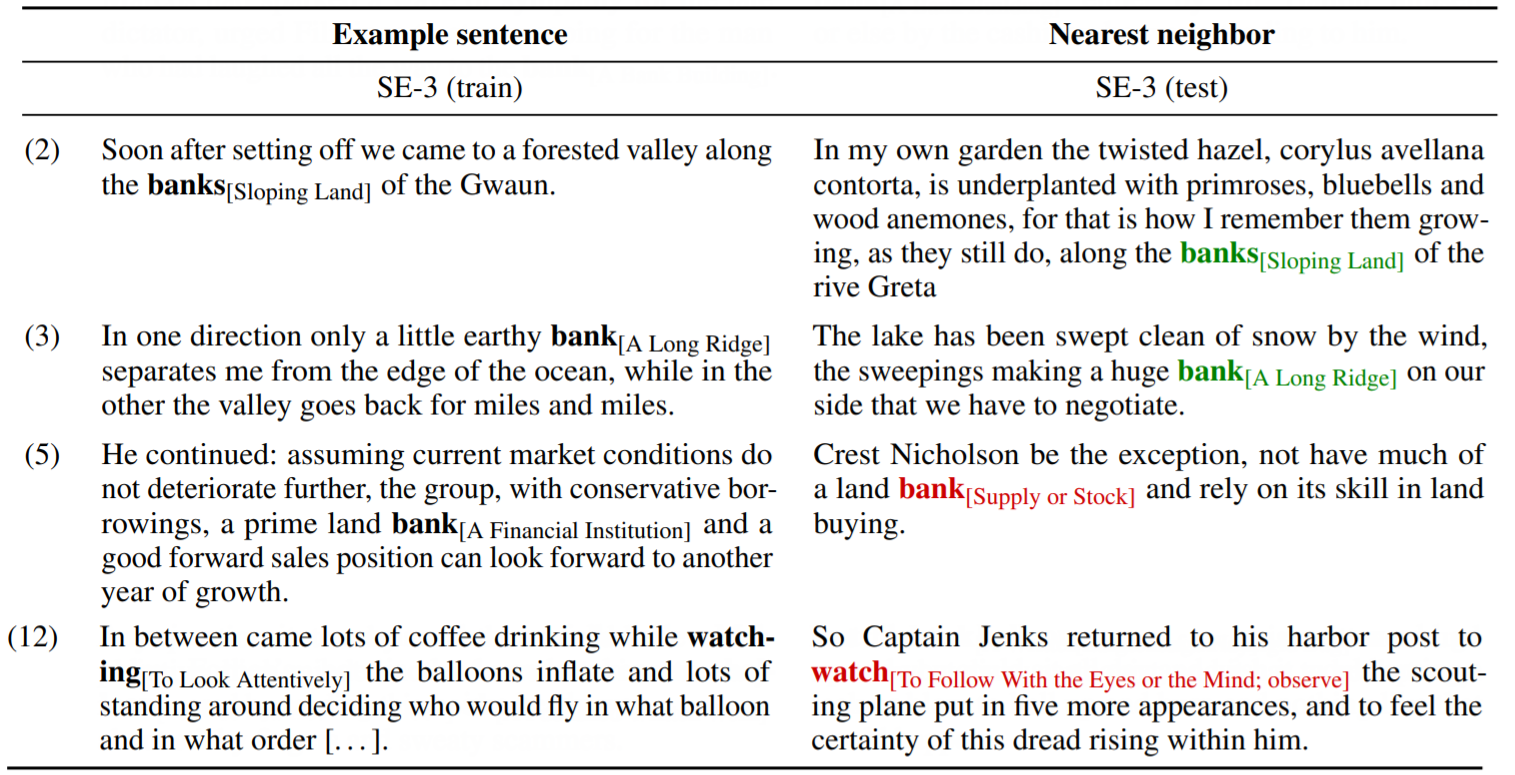 Example sentence Nearest neighbor
SE-3 (train) SE-3 (test)
(2) Soon after setting off we came to a forested valley along
the banks[Sloping Land] of the Gwaun.
In my own garden the twisted hazel, corylus avellana
contorta, is underplanted with primroses, bluebells and
wood anemones, for that is how I remember them grow-
ing, as they still do, along the banks[Sloping Land] of the
rive Greta
(3) In one direction only a little earthy bank[A Long Ridge]
separates me from the edge of the ocean, while in the
other the valley goes back for miles and miles.
The lake has been swept clean of snow by the wind,
the sweepings making a huge bank[A Long Ridge] on our
side that we have to negotiate.
(5) He continued: assuming current market conditions do
not deteriorate further, the group, with conservative bor-
rowings, a prime land bank[A Financial Institution] and a
good forward sales position can look forward to another
year of growth.
Crest Nicholson be the exception, not have much of
a land bank[Supply or Stock] and rely on its skill in land
buying.
(12) In between came lots of coffee drinking while watch-
ing[To Look Attentively] the balloons inflate and lots of
standing around deciding who would fly in what balloon
and in what order [...].
So Captain Jenks returned to his harbor post to
watch[To Follow With the Eyes or the Mind; observe] the scout-
ing plane put in five more appearances, and to feel the
certainty of this dread rising within him.